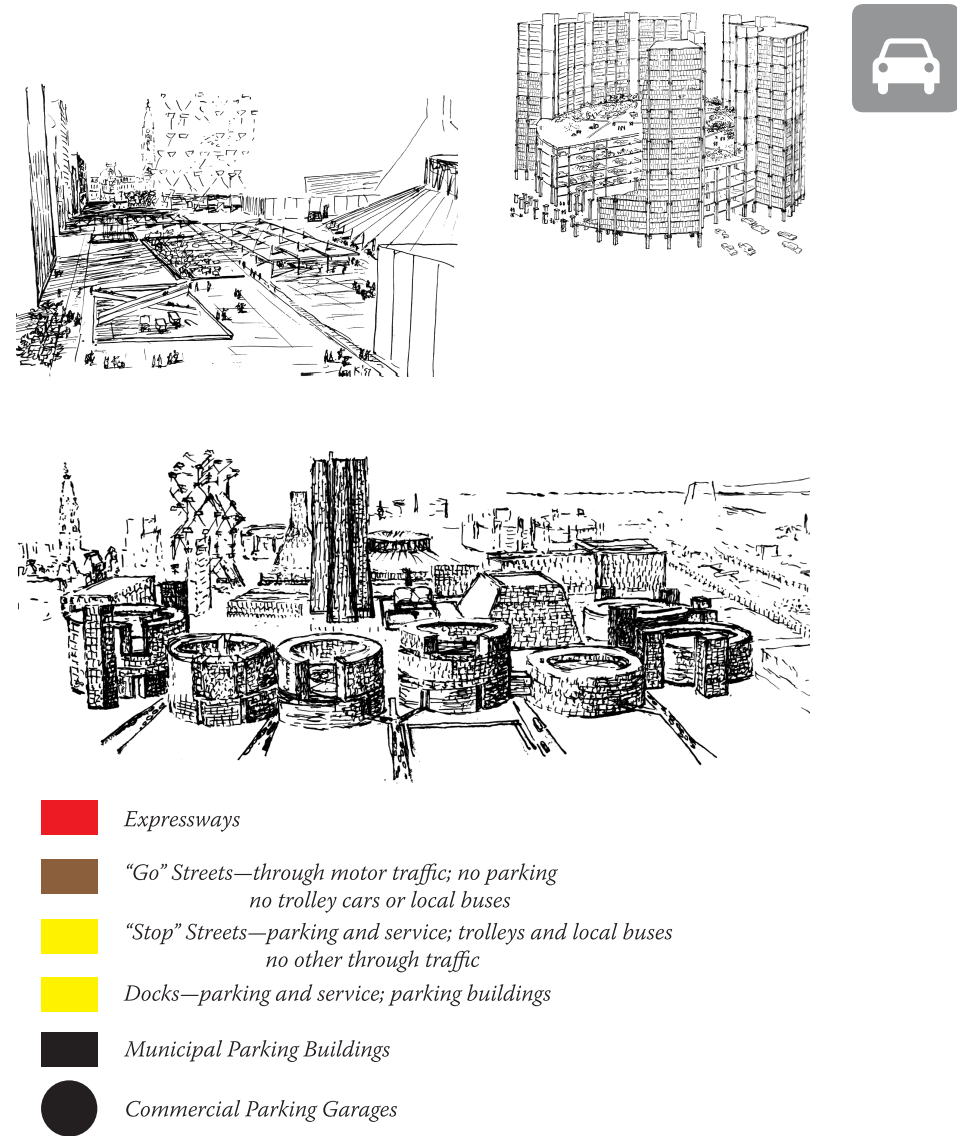 Expressways
“Go” Streets—through motor traffic; no parking
no trolley cars or local buses
“Stop” Streets—parking and service; trolleys and local buses
no other through traffic
Docks—parking and service; parking buildings
Municipal Parking Buildings
Commercial Parking Garages